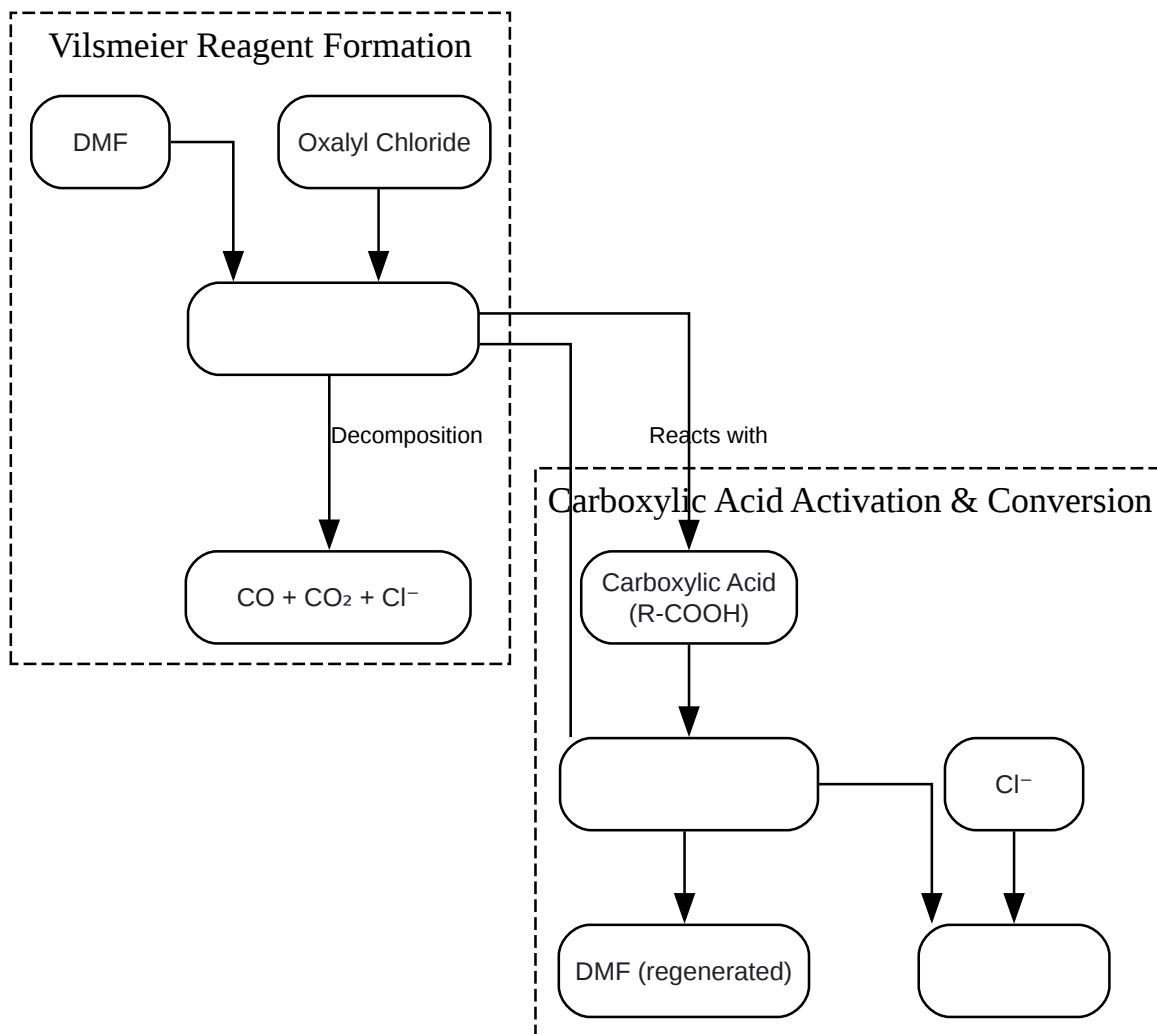 Vilsmeier Reagent Formation
DMF
Oxalyl Chloride
Decomposition
Reacts with
CO + CO₂ + Cl⁻
Carboxylic Acid Activation & Conversion
Carboxylic Acid
(R-COOH)
Cl⁻
DMF (regenerated)